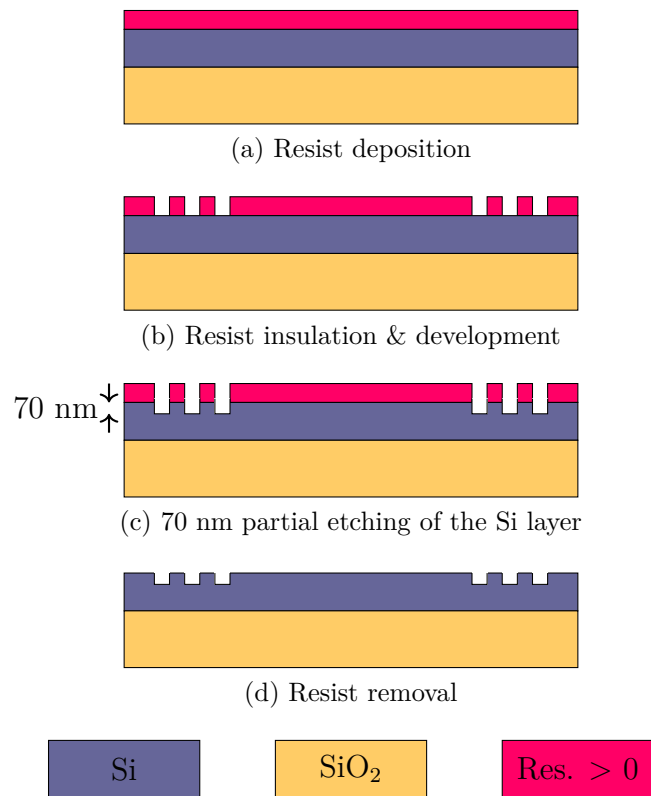 (a) Resist deposition
(b) Resist insulation & development
70 nm
(c) 70 nm partial etching of the Si layer
(d) Resist removal
Si
SiO₂
Res. > 0